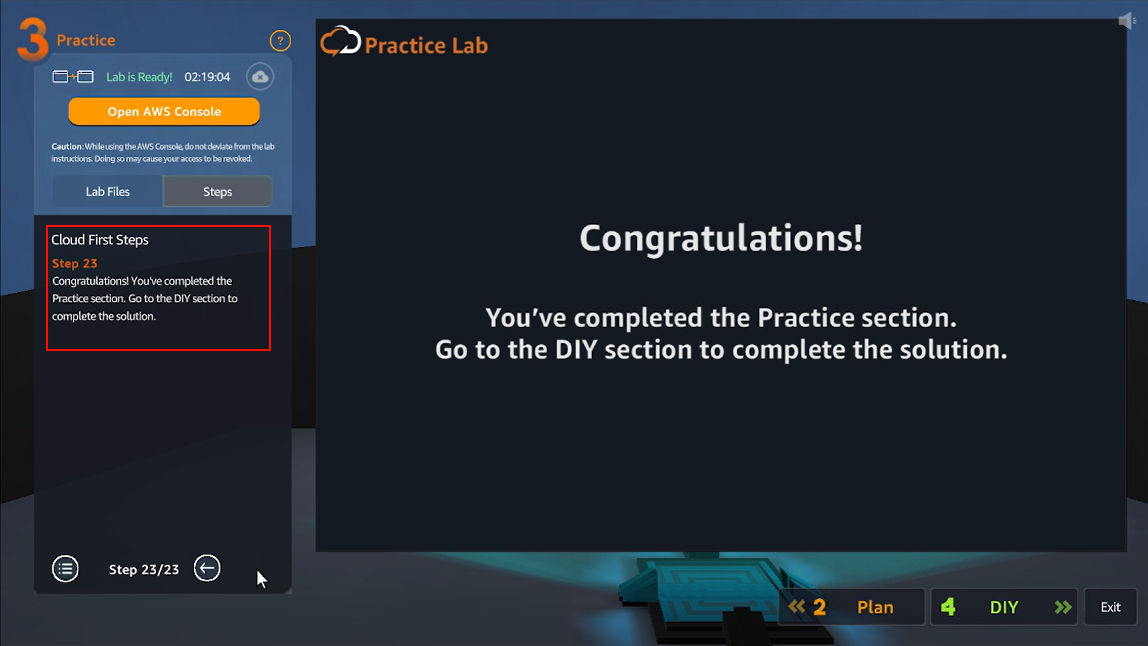 3 Practice
?
Lab is Ready! 02:19:04
Open AWS Console
Caution: While using the AWS Console, do not deviate from the lab
instructions. Doing so may cause your access to be revoked.
Lab Files
Steps
Cloud First Steps
Step 23
Congratulations! You've completed the
Practice section. Go to the DIY section to
complete the solution.
Step 23/23
Practice Lab
Congratulations!
You've completed the Practice section.
Go to the DIY section to complete the solution.
2 Plan
4 DIY
Exit